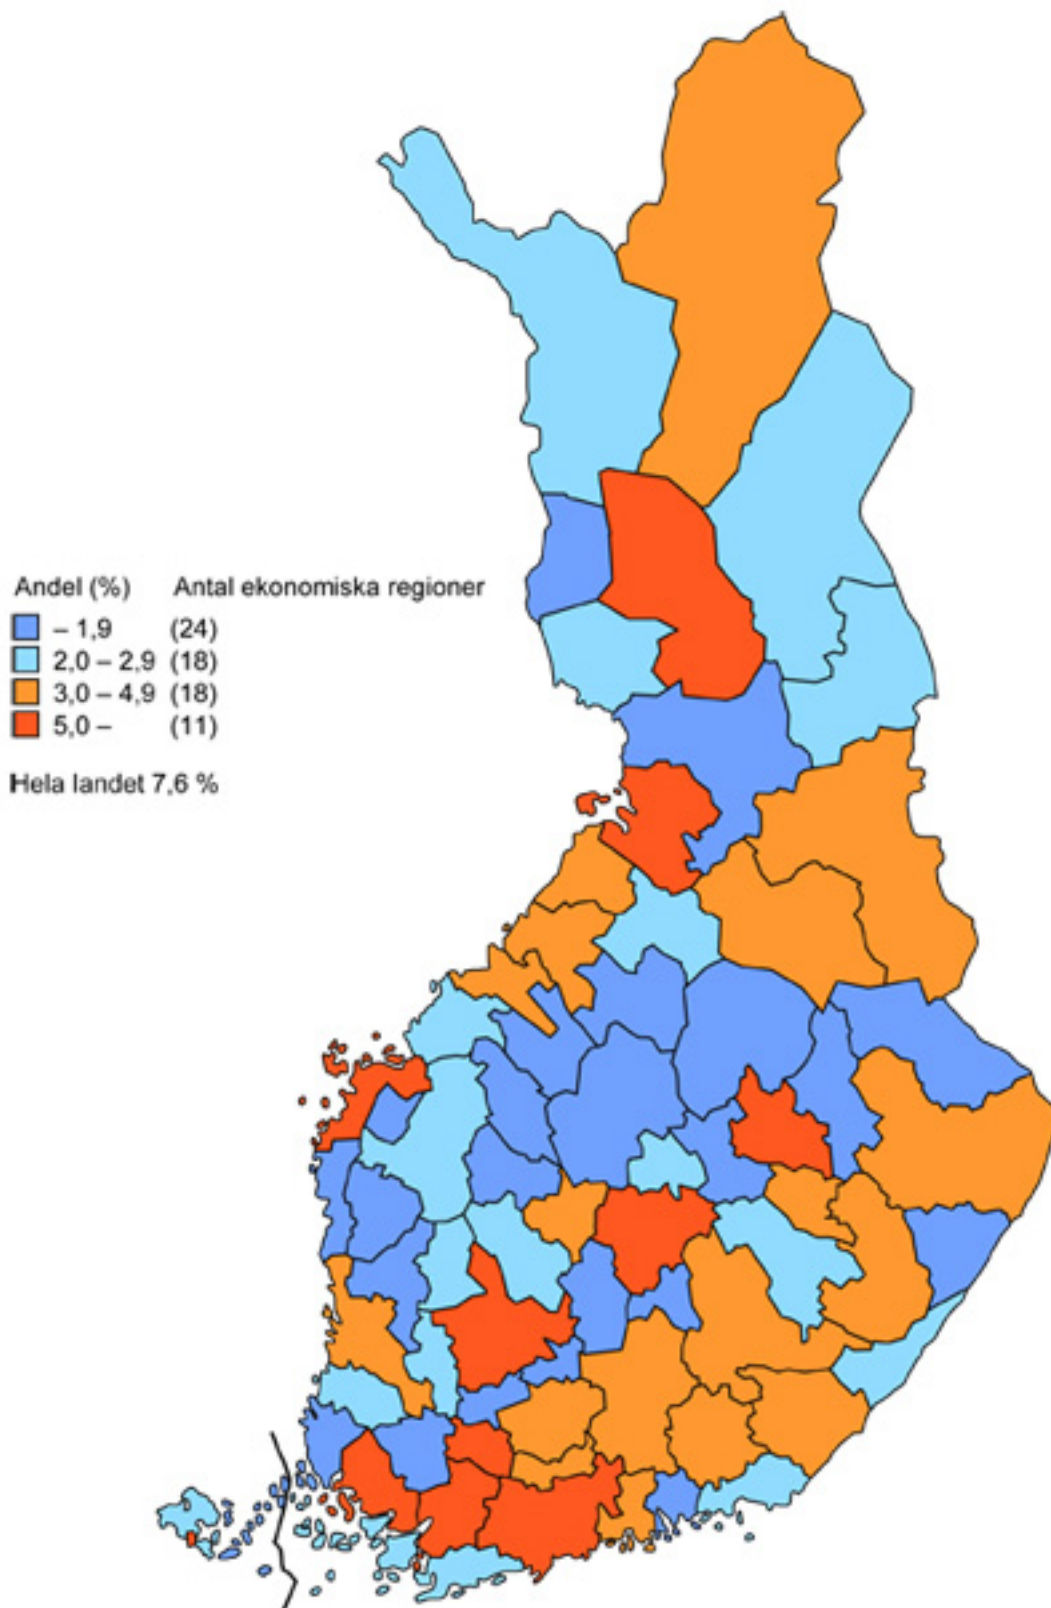 Andel (%) Antal ekonomiska regioner
– 1,9 (24)
2,0 – 2,9 (18)
3,0 – 4,9 (18)
5,0 – (11)
Hela landet 7,6 %